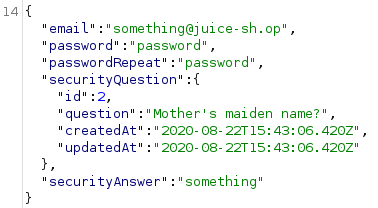 14 {
"email":"something@juice-sh.op",
"password":"password",
"passwordRepeat":"password",
"securityQuestion":{
"id":2,
"question":"Mother's maiden name?",
"createdAt":"2020-08-22T15:43:06.420Z",
"updatedAt":"2020-08-22T15:43:06.420Z"
},
"securityAnswer":"something"
}